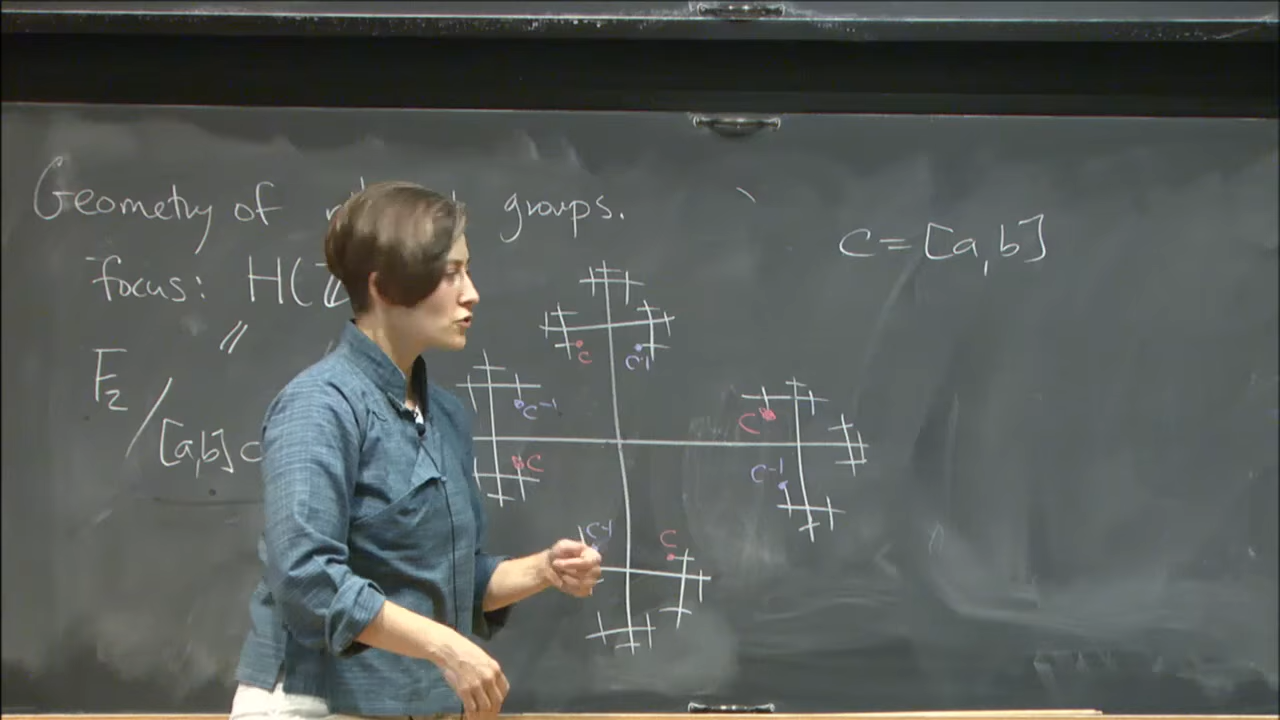 Geometry of groups.
focus: H(ℤ
//
F₂ / [a,b] c
c = [a,b]
c
c⁻¹
c⁻¹
c
c
c⁻¹
c⁻¹
c